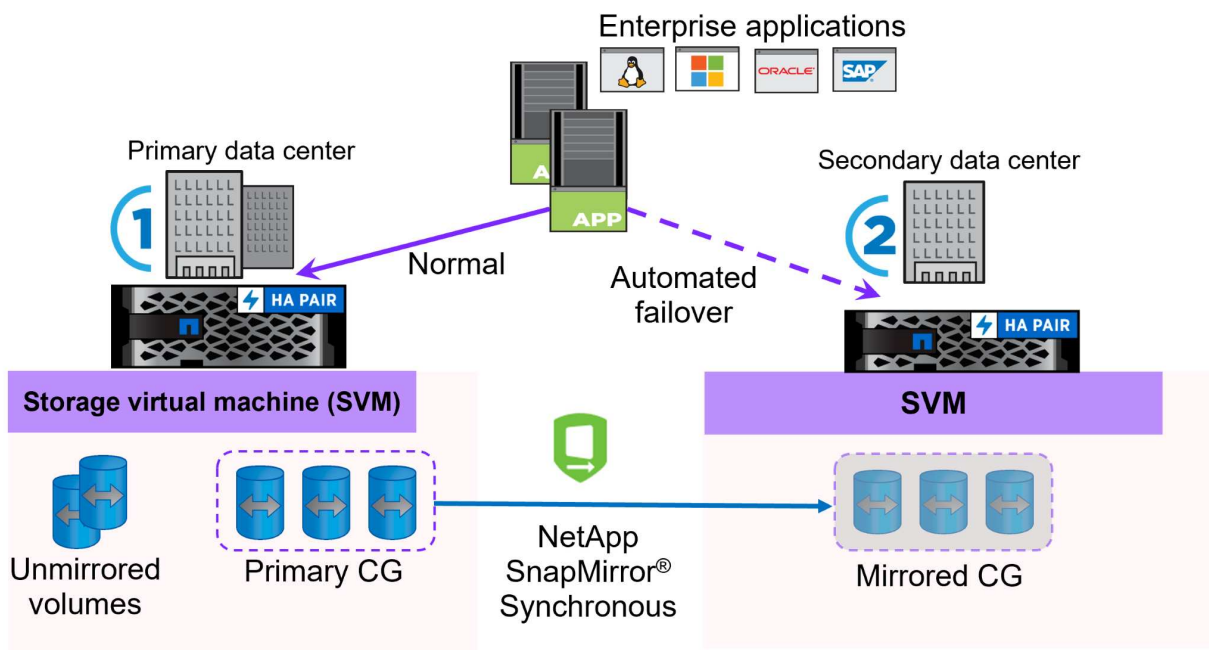 Enterprise applications
ORACLE®
SAP
Primary data center
Secondary data center
1
2
A
APP
Normal
Automated
failover
HA PAIR
HA PAIR
Storage virtual machine (SVM)
SVM
Unmirrored
volumes
Primary CG
NetApp
SnapMirror®
Synchronous
Mirrored CG